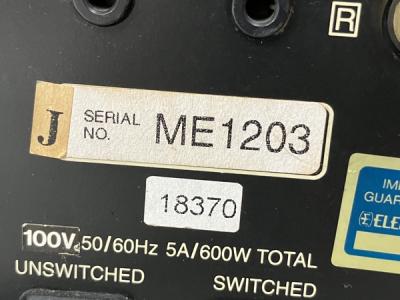 R
J SERIAL NO. ME1203
18370
100V 50/60Hz 5A/600W TOTAL
UNSWITCHED SWITCHED